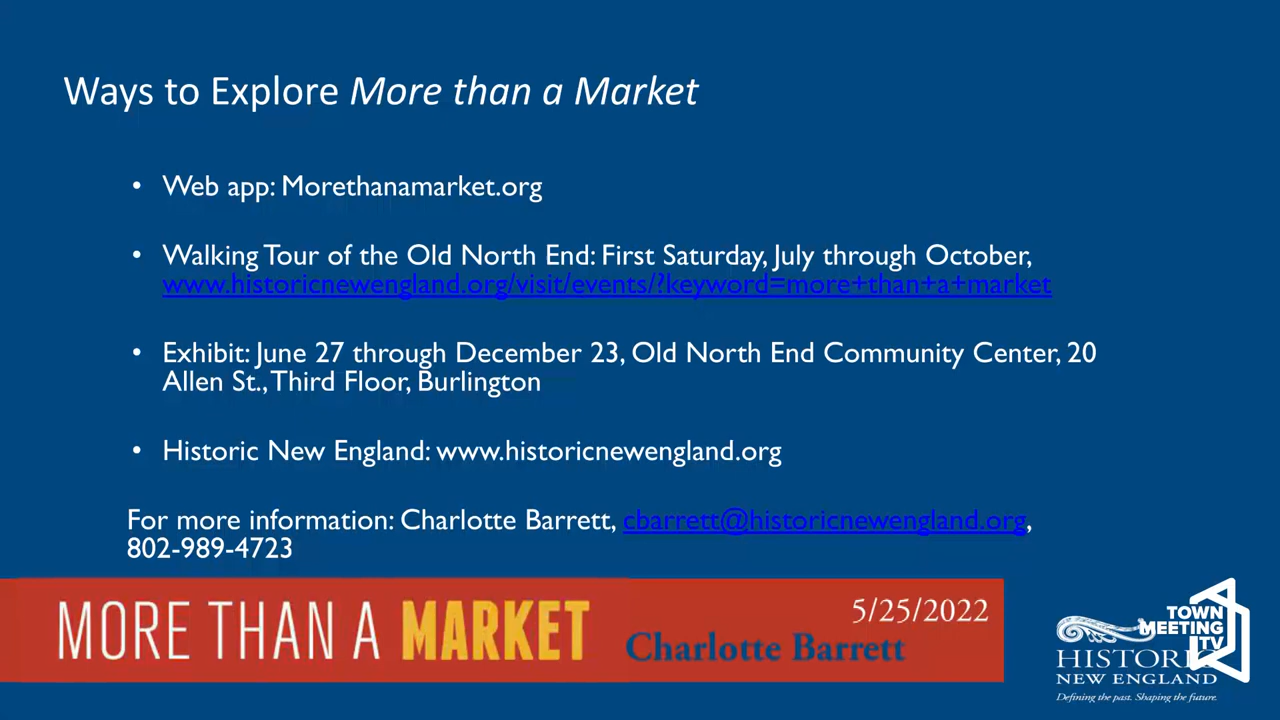 Ways to Explore More than a Market
• Web app: Morethanamarket.org
• Walking Tour of the Old North End: First Saturday, July through October,
www.historicnewengland.org/visit/events/?keyword=more+than+a+market
• Exhibit: June 27 through December 23, Old North End Community Center, 20
Allen St., Third Floor, Burlington
• Historic New England: www.historicnewengland.org
For more information: Charlotte Barrett, cbarrett@historicnewengland.org,
802-989-4723
MORE THAN A MARKET
5/25/2022
Charlotte Barrett
TOWN
MEETING
TV
HISTORIC
NEW ENGLAND
Defining the past. Shaping the future.